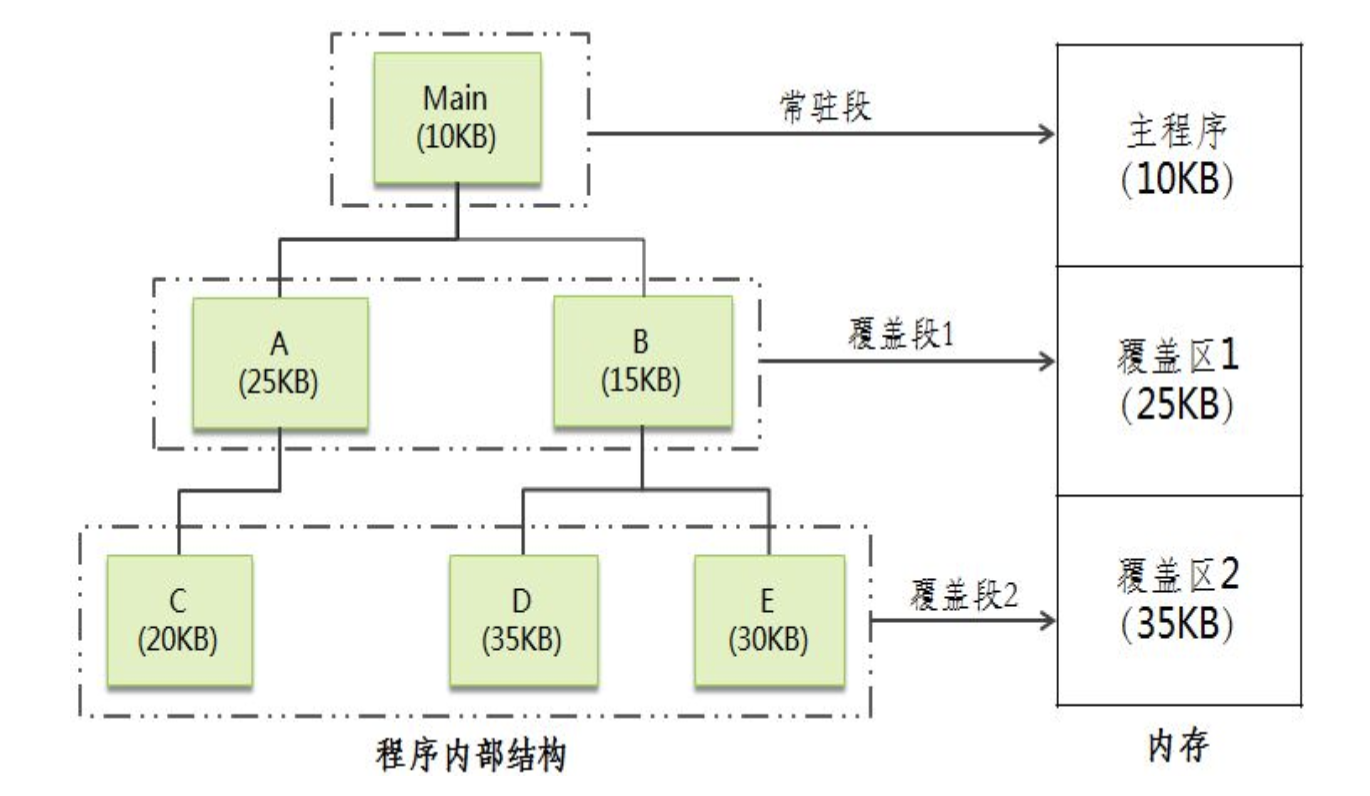 Main
(10KB)
常驻段
主程序
(10KB)
A
(25KB)
B
(15KB)
覆盖段1
覆盖区1
(25KB)
C
(20KB)
D
(35KB)
E
(30KB)
覆盖段2
覆盖区2
(35KB)
程序内部结构
内存